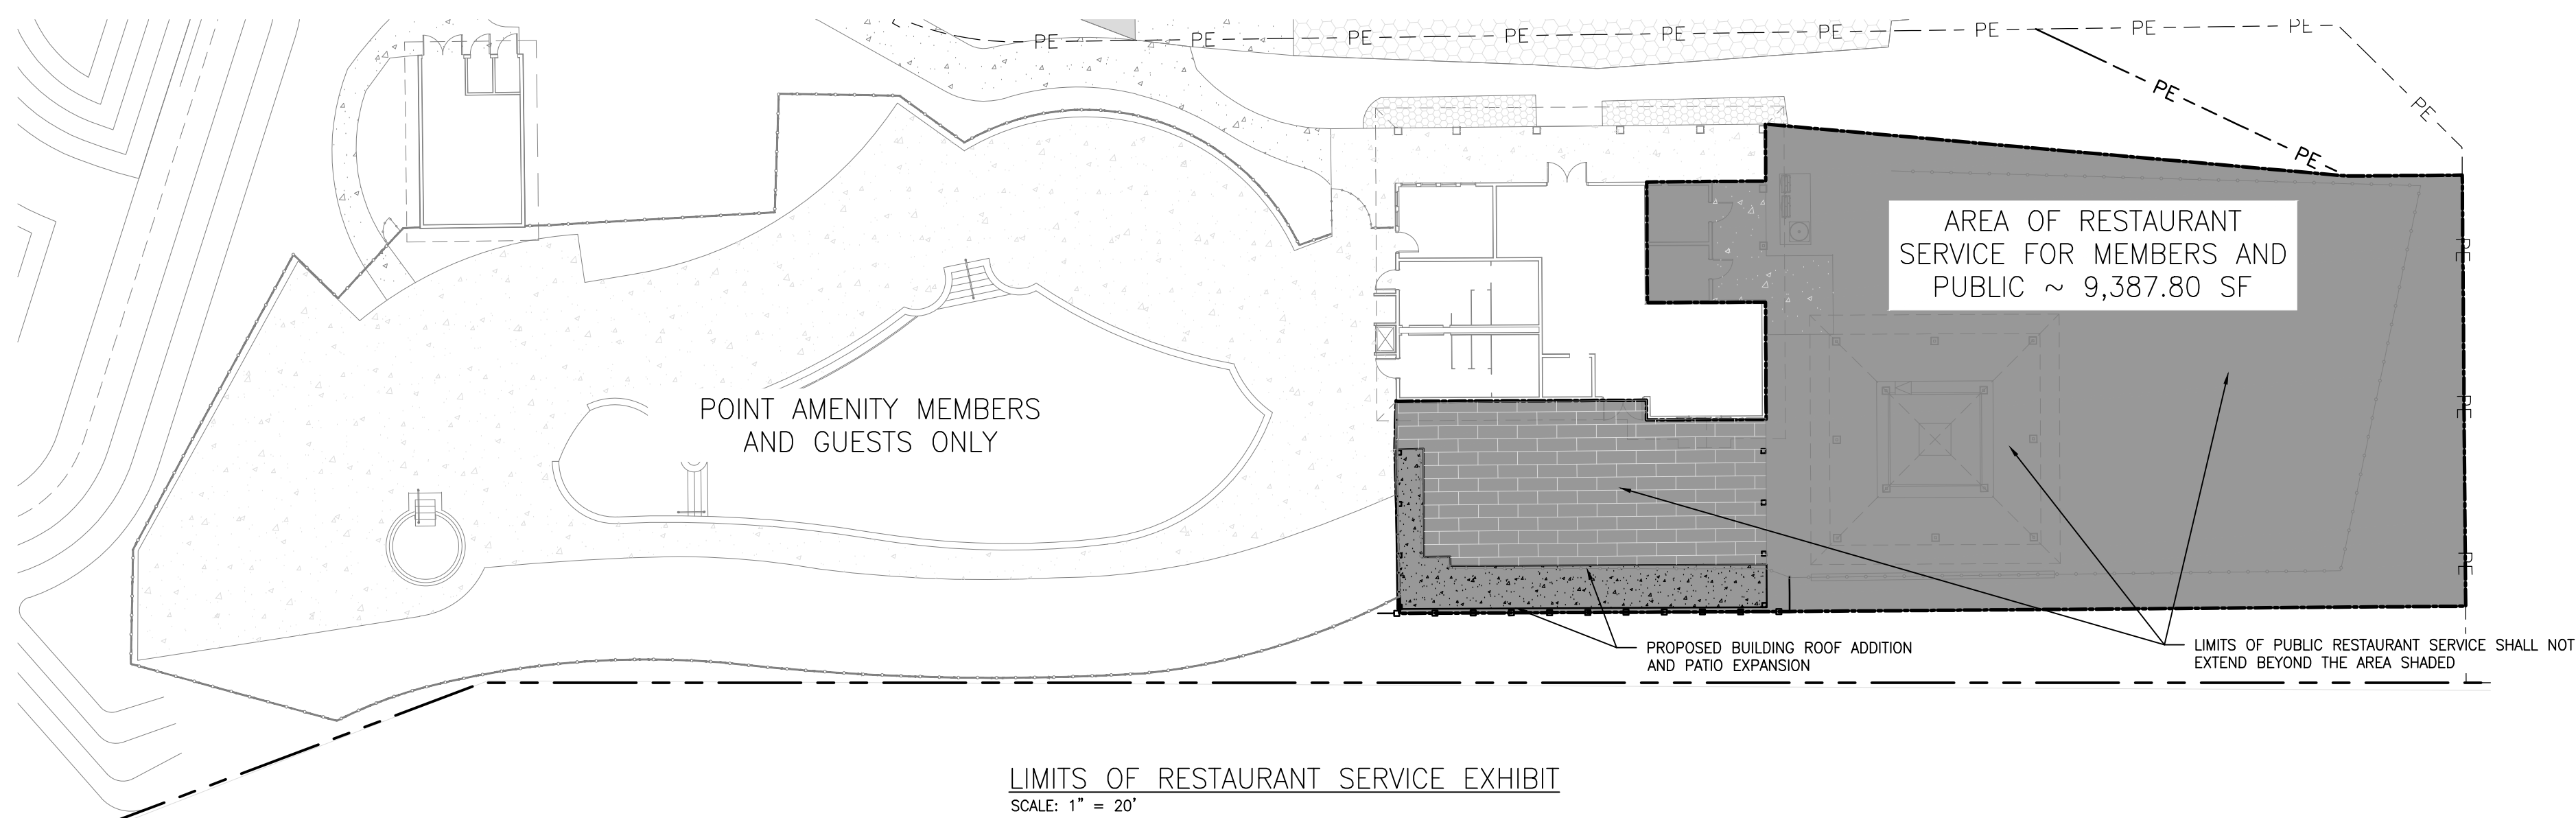 PE PE PE PE PE PE PE PE PE
PE
PE
PE
AREA OF RESTAURANT
SERVICE FOR MEMBERS AND
PUBLIC ~ 9,387.80 SF
PE
PE
PE
POINT AMENITY MEMBERS
AND GUESTS ONLY
PROPOSED BUILDING ROOF ADDITION
AND PATIO EXPANSION
LIMITS OF PUBLIC RESTAURANT SERVICE SHALL NOT
EXTEND BEYOND THE AREA SHADED
LIMITS OF RESTAURANT SERVICE EXHIBIT
SCALE: 1" = 20'